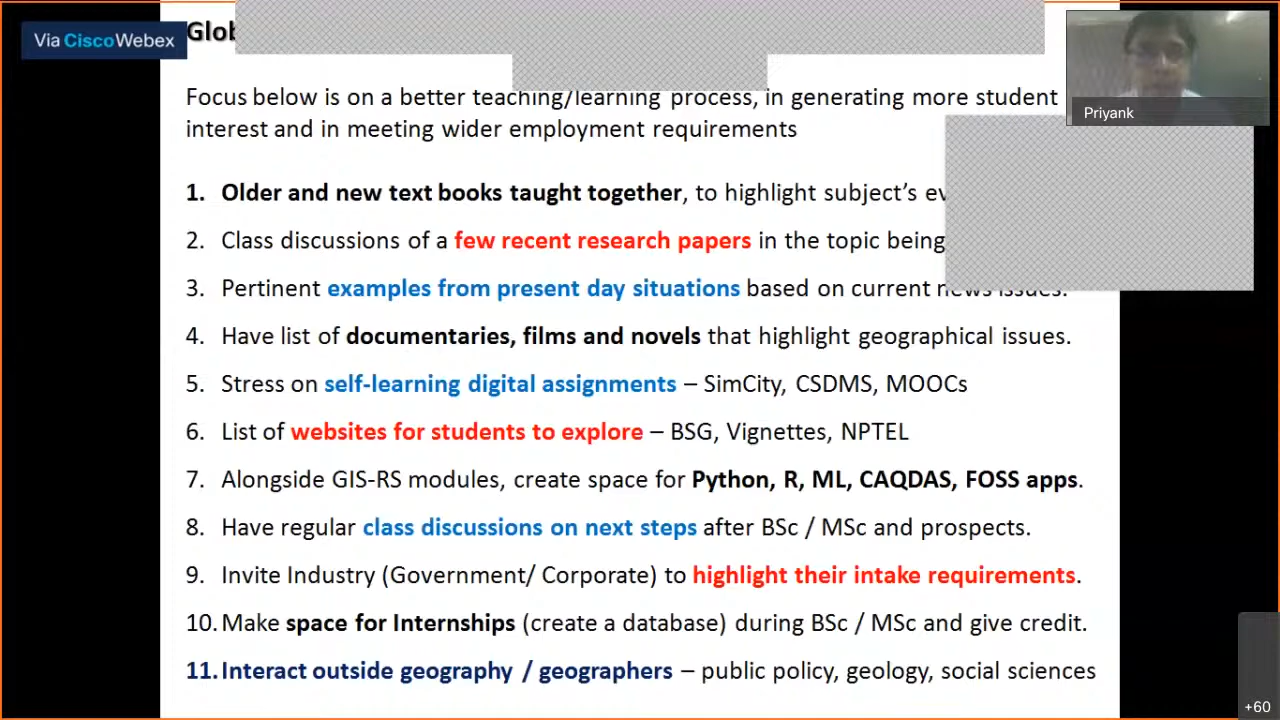 Via Cisco Webex
Focus below is on a better teaching/learning process, in generating more student
Priyank
interest and in meeting wider employment requirements
1. Older and new text books taught together, to highlight subject's
2. Class discussions of a few recent research papers in the topic being
3. Pertinent examples from present day situations based on current news issues.
4. Have list of documentaries, films and novels that highlight geographical issues.
5. Stress on self-learning digital assignments – SimCity, CSDMS, MOOCs
6. List of websites for students to explore – BSG, Vignettes, NPTEL
7. Alongside GIS-RS modules, create space for Python, R, ML, CAQDAS, FOSS apps.
8. Have regular class discussions on next steps after BSc / MSc and prospects.
9. Invite Industry (Government/ Corporate) to highlight their intake requirements.
10. Make space for Internships (create a database) during BSc / MSc and give credit.
11. Interact outside geography / geographers – public policy, geology, social sciences
+60